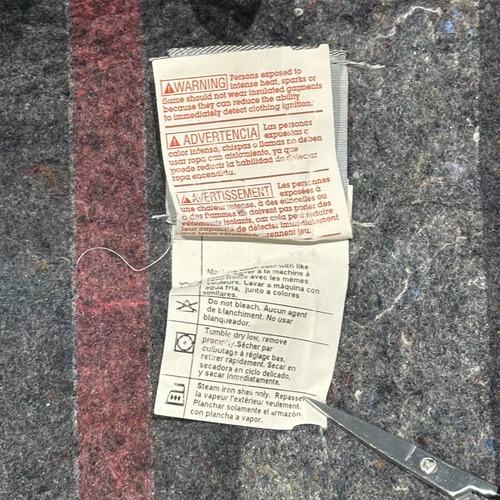 WARNING Persons exposed to
intense heat, sparks or
flame should not wear insulated garments
because they can reduce the ability
to immediately detect clothing ignition.
ADVERTENCIA Las personas
expuestas a
calor intenso, chispas o llamas no deben
usar ropa con aislamiento, ya que
puede reducir la habilidad de detectar
ropa encendida.
AVERTISSEMENT Les personnes
exposées à
une chaleur intense, à des étincelles ou
à des flammes ne doivent pas porter des
vêtements isolants, car cela peut réduire
leur capacité de détecter immédiatement
prennent feu.
with like
à la machine à
avec les mêmes
couleurs. Lavar a máquina con
agua fría, junto a colores
similares.
Do not bleach. Aucun agent
de blanchiment. No usar
blanqueador.
Tumble dry low, remove
promptly. Sécher par
culbutage à réglage bas,
retirer rapidement. Secar en
secadora en ciclo delicado,
y sacar inmediatamente.
Steam iron shell only. Repasser
la vapeur l'extérieur seulement.
Planchar solamente el armazon
con plancha a vapor.